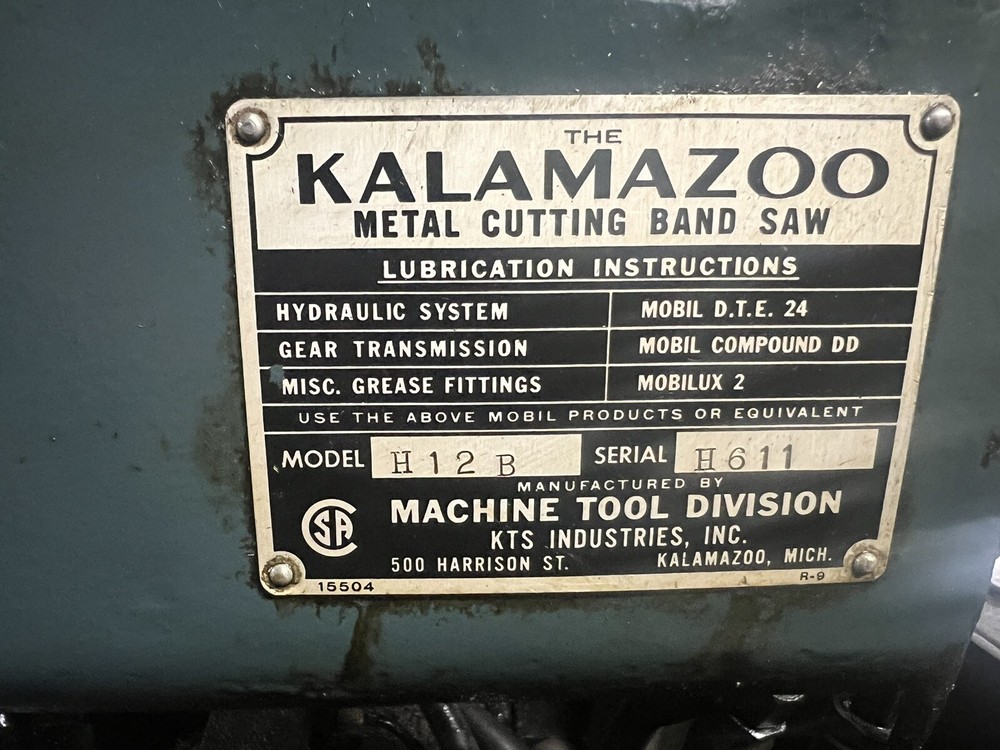 THE
KALAMAZOO
METAL CUTTING BAND SAW
LUBRICATION INSTRUCTIONS
HYDRAULIC SYSTEM MOBIL D.T.E. 24
GEAR TRANSMISSION MOBIL COMPOUND DD
MISC. GREASE FITTINGS MOBILUX 2
USE THE ABOVE MOBIL PRODUCTS OR EQUIVALENT
MODEL H12B SERIAL H611
MANUFACTURED BY
SA MACHINE TOOL DIVISION
KTS INDUSTRIES, INC.
500 HARRISON ST. KALAMAZOO, MICH.
15504 R-9